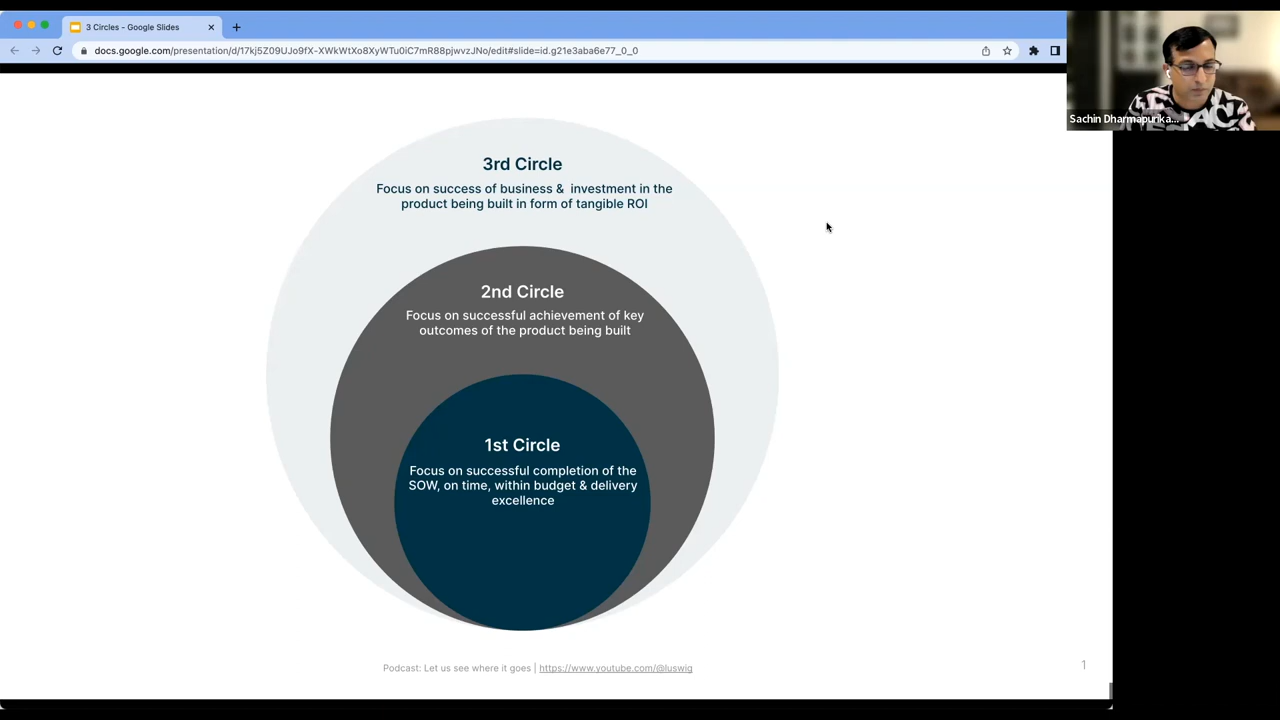 3 Circles - Google Slides
docs.google.com/presentation/d/17kj5Z09UJo9fX-XWkWtXo8XyWTu0iC7mR88pjwvzJNo/edit#slide=id.g21e3aba6e77_0_0
Sachin Dharmapurika...
3rd Circle
Focus on success of business & investment in the
product being built in form of tangible ROI
2nd Circle
Focus on successful achievement of key
outcomes of the product being built
1st Circle
Focus on successful completion of the
SOW, on time, within budget & delivery
excellence
Podcast: Let us see where it goes | https://www.youtube.com/@luswig
1